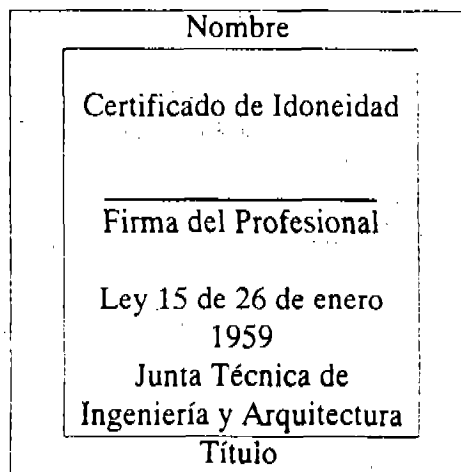 Nombre
Certificado de Idoneidad
Firma del Profesional
Ley 15 de 26 de enero
1959
Junta Técnica de
Ingeniería y Arquitectura
Título